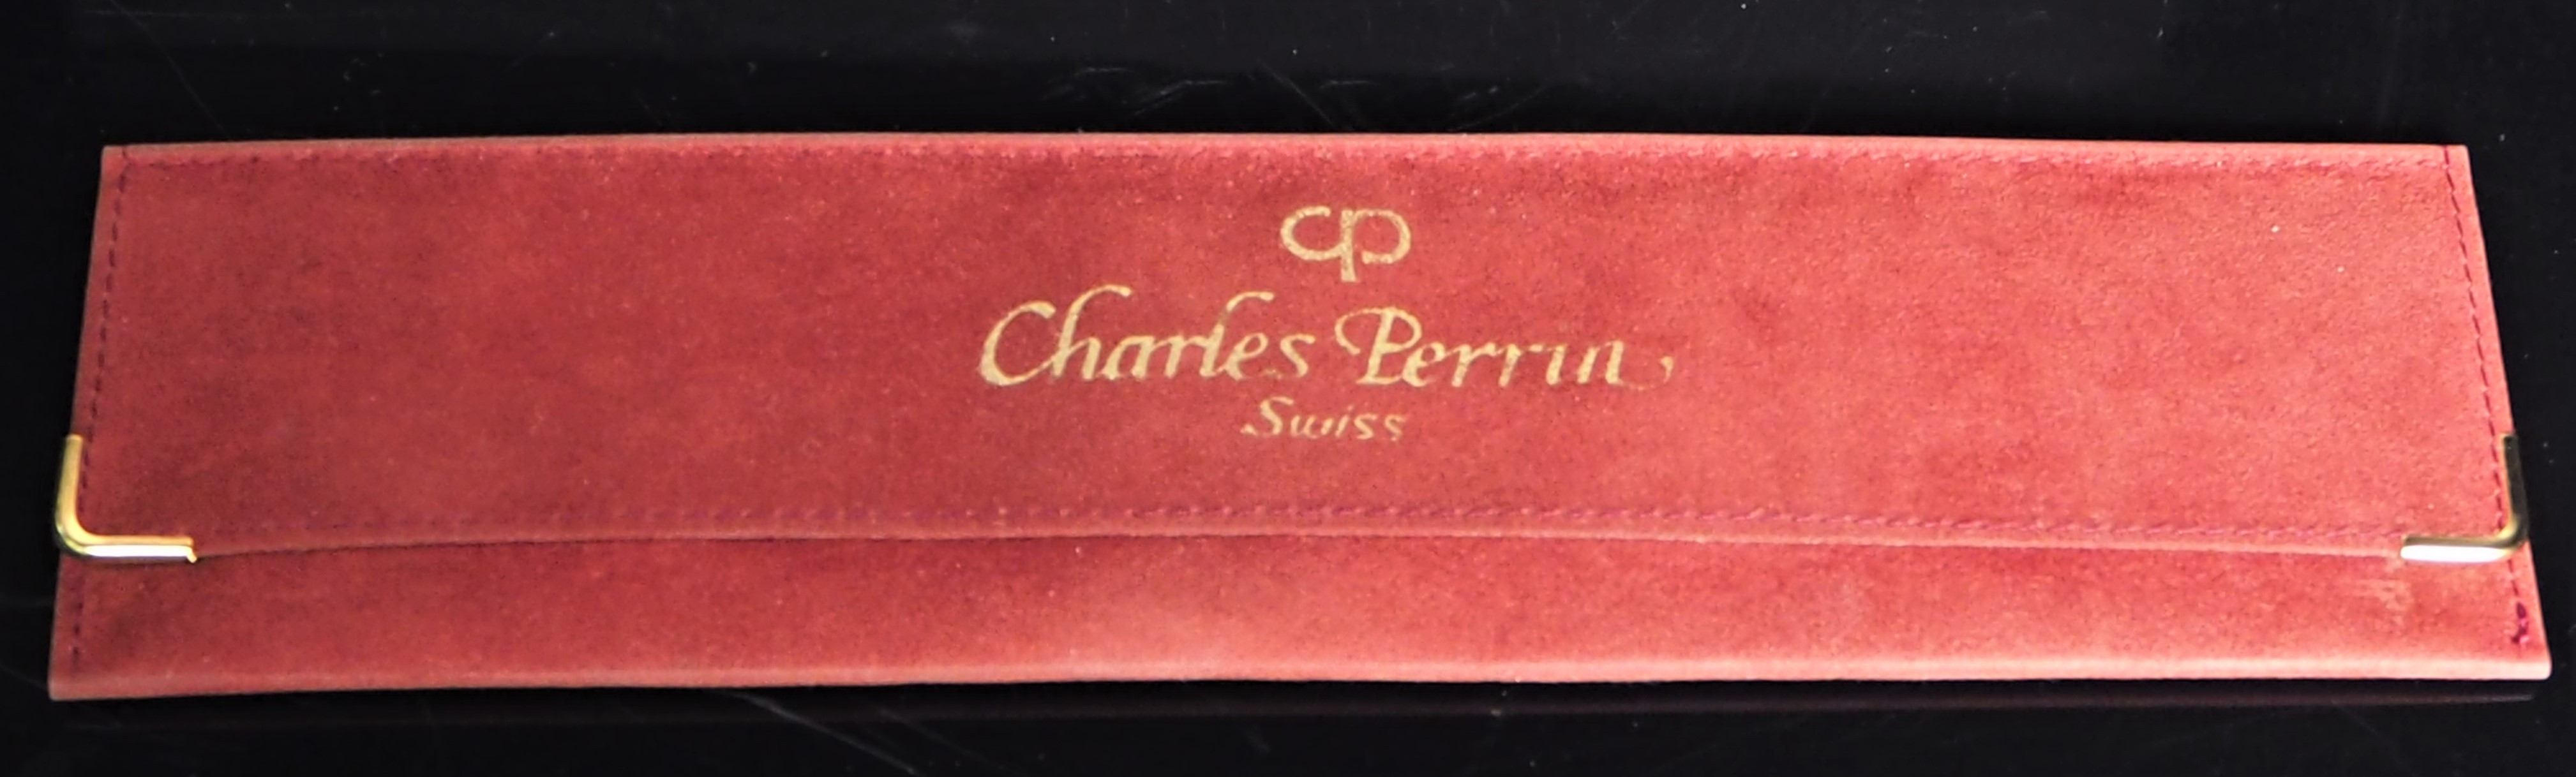 cp
Charles Perrin
Swiss